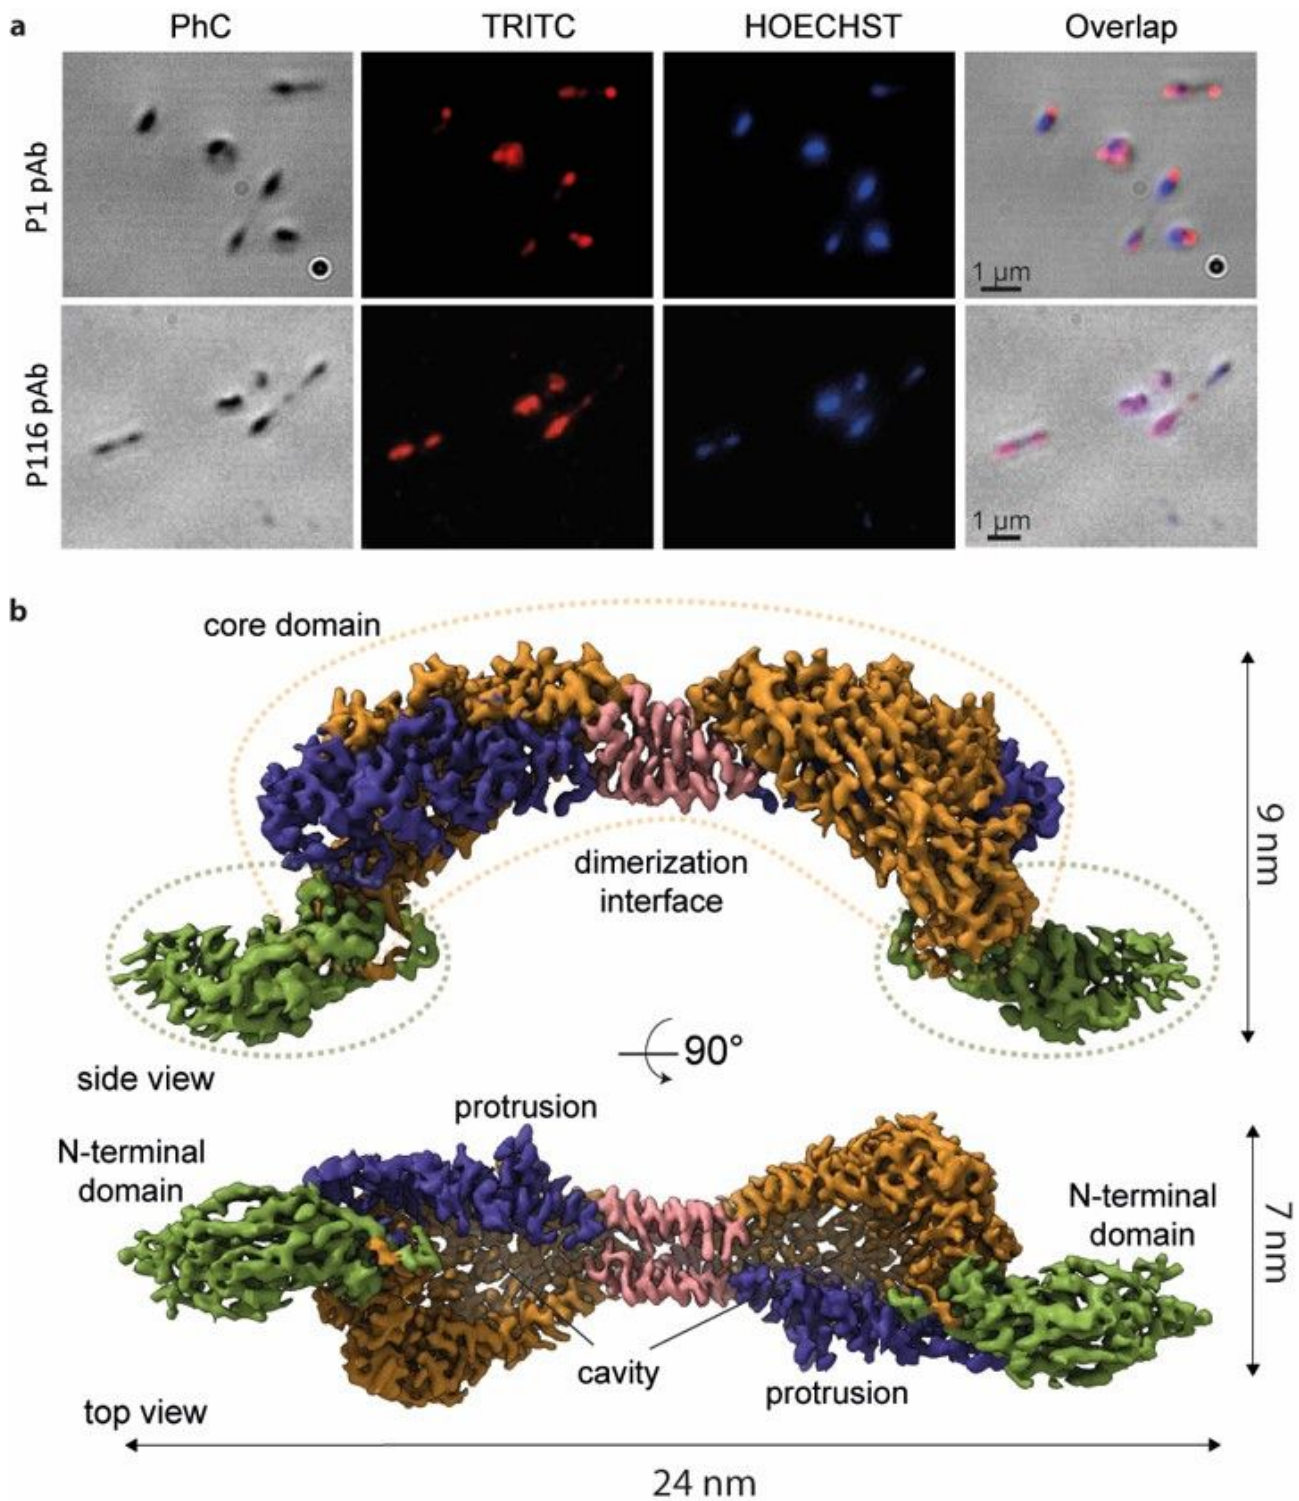 a
PhC
TRITC
HOECHST
Overlap
P1 pAb
1 µm
P116 pAb
1 µm
b
core domain
dimerization
interface
9 nm
90°
side view
protrusion
N-terminal
domain
N-terminal
domain
7 nm
cavity
protrusion
top view
24 nm